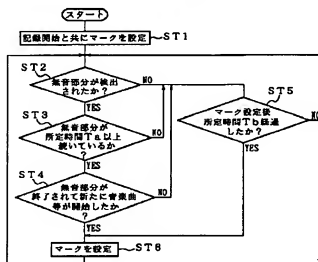 スタート
記録開始と共にマークを設定
ST1
ST2
無音部分が検出
されたか?
NO
YES
ST3
無音部分が
所定時間Ta以上
続いているか
?
NO
YES
ST4
無音部分が
終了されて新たに音楽曲
等が開始したか
?
NO
YES
ST5
マーク設定後
所定時間Tb経過
したか?
NO
YES
マークを設定
ST6